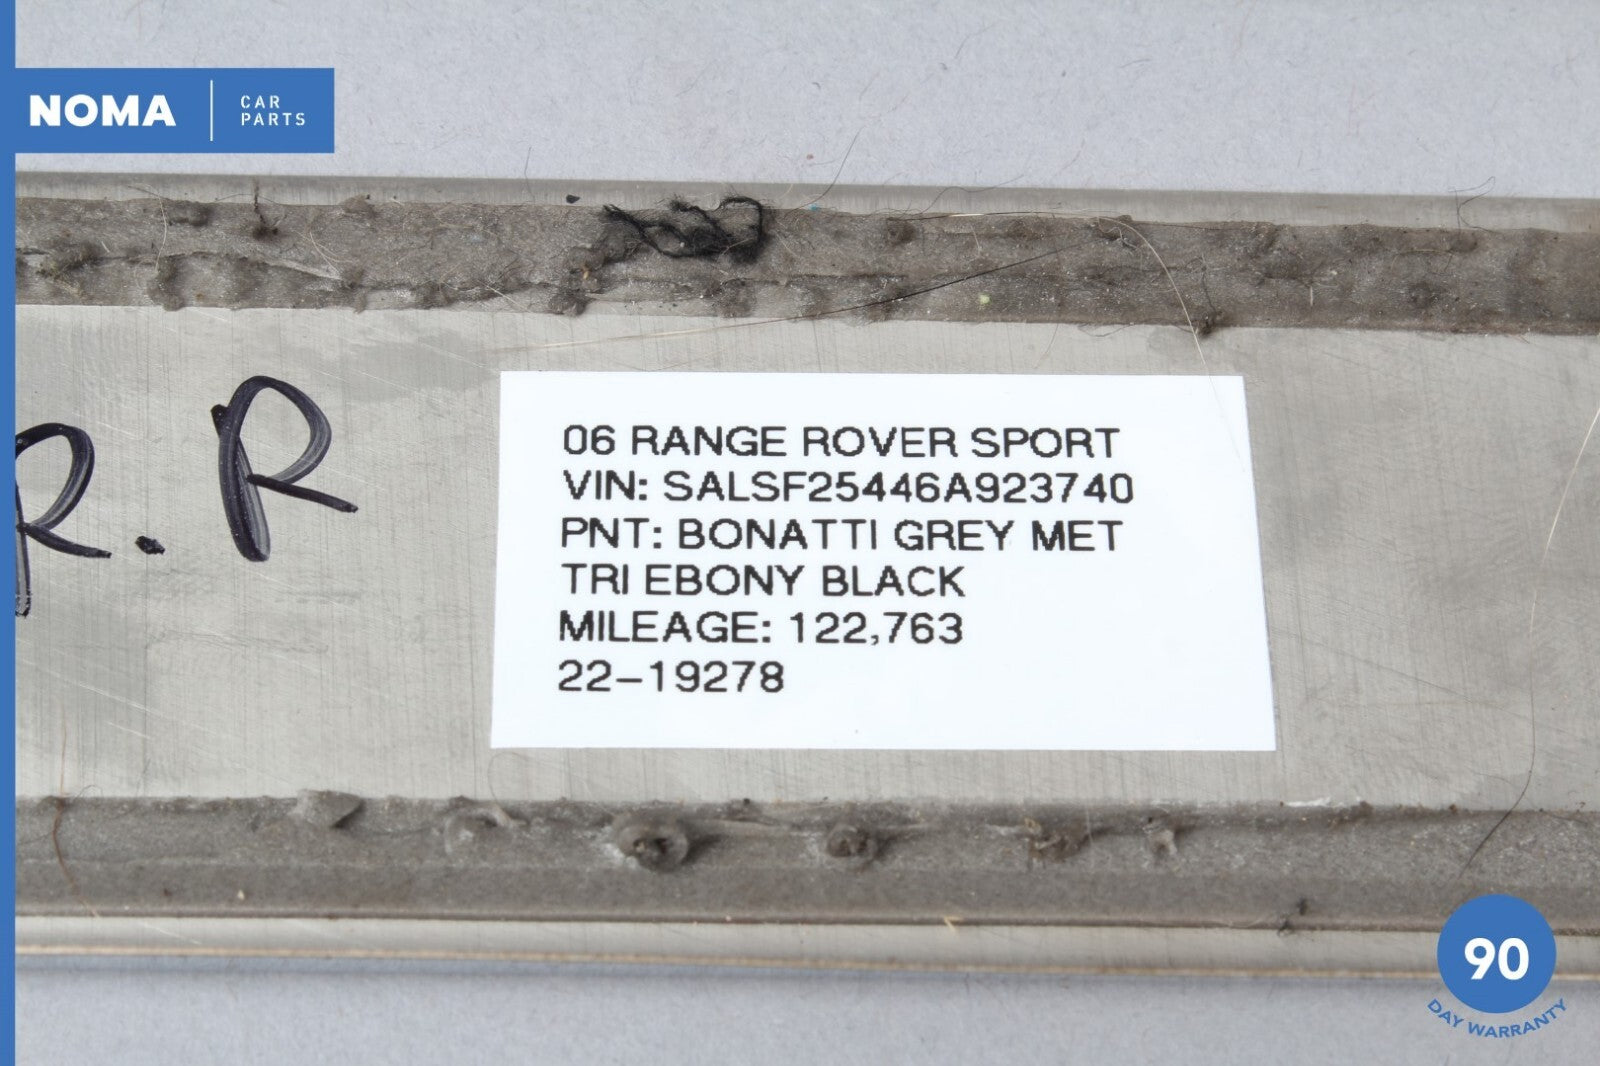 NOMA
CAR
PARTS
R.R
06 RANGE ROVER SPORT
VIN: SALSF25446A923740
PNT: BONATTI GREY MET
TRI EBONY BLACK
MILEAGE: 122,763
22-19278
90
DAY WARRANTY